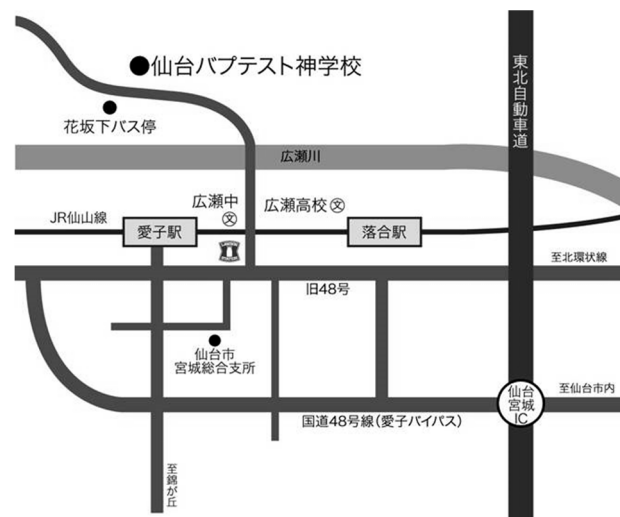 仙台バプテスト神学校
花坂下バス停
東北自動車道
広瀬川
広瀬中
文
広瀬高校
文
JR仙山線
愛子駅
落合駅
至北環状線
旧48号
仙台市
宮城総合支所
仙台
宮城
IC
至仙台市内
国道48号線(愛子バイパス)
至錦が丘